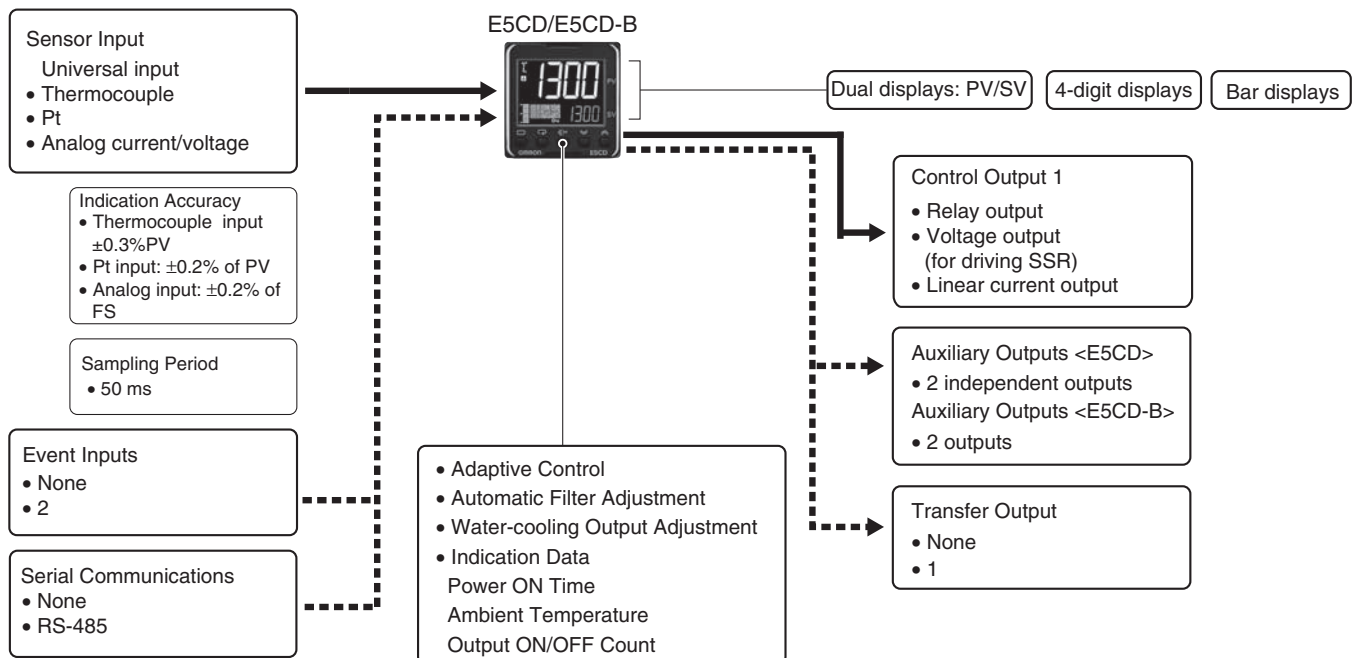 E5CD/E5CD-B
Sensor Input
Universal input
• Thermocouple
• Pt
• Analog current/voltage
Indication Accuracy
• Thermocouple input
±0.3%PV
• Pt input: ±0.2% of PV
• Analog input: ±0.2% of
FS
Sampling Period
• 50 ms
Event Inputs
• None
• 2
Serial Communications
• None
• RS-485
1300
PV
1300
SV
OMRON
E5CD
Dual displays: PV/SV
4-digit displays
Bar displays
• Adaptive Control
• Automatic Filter Adjustment
• Water-cooling Output Adjustment
• Indication Data
Power ON Time
Ambient Temperature
Output ON/OFF Count
Control Output 1
• Relay output
• Voltage output
(for driving SSR)
• Linear current output
Auxiliary Outputs <E5CD>
• 2 independent outputs
Auxiliary Outputs <E5CD-B>
• 2 outputs
Transfer Output
• None
• 1